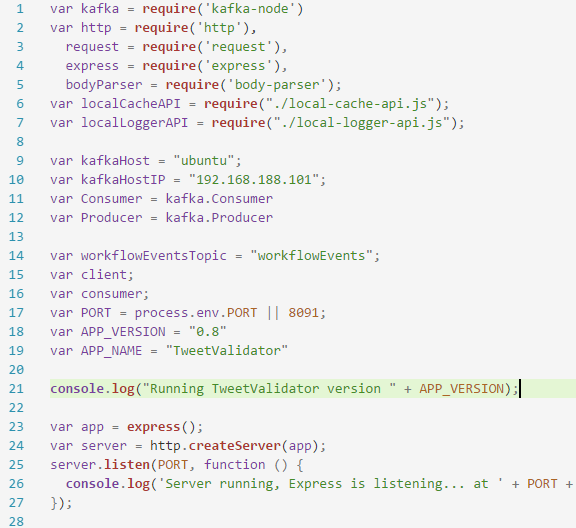 1 var kafka = require('kafka-node')
2 var http = require('http'),
3   request = require('request'),
4   express = require('express'),
5   bodyParser = require('body-parser');
6 var localCacheAPI = require("./local-cache-api.js");
7 var localLoggerAPI = require("./local-logger-api.js");
8
9 var kafkaHost = "ubuntu";
10 var kafkaHostIP = "192.168.188.101";
11 var Consumer = kafka.Consumer
12 var Producer = kafka.Producer
13
14 var workflowEventsTopic = "workflowEvents";
15 var client;
16 var consumer;
17 var PORT = process.env.PORT || 8091;
18 var APP_VERSION = "0.8"
19 var APP_NAME = "TweetValidator"
20
21 console.log("Running TweetValidator version " + APP_VERSION);
22
23 var app = express();
24 var server = http.createServer(app);
25 server.listen(PORT, function () {
26   console.log('Server running, Express is listening... at ' + PORT +
27 });
28